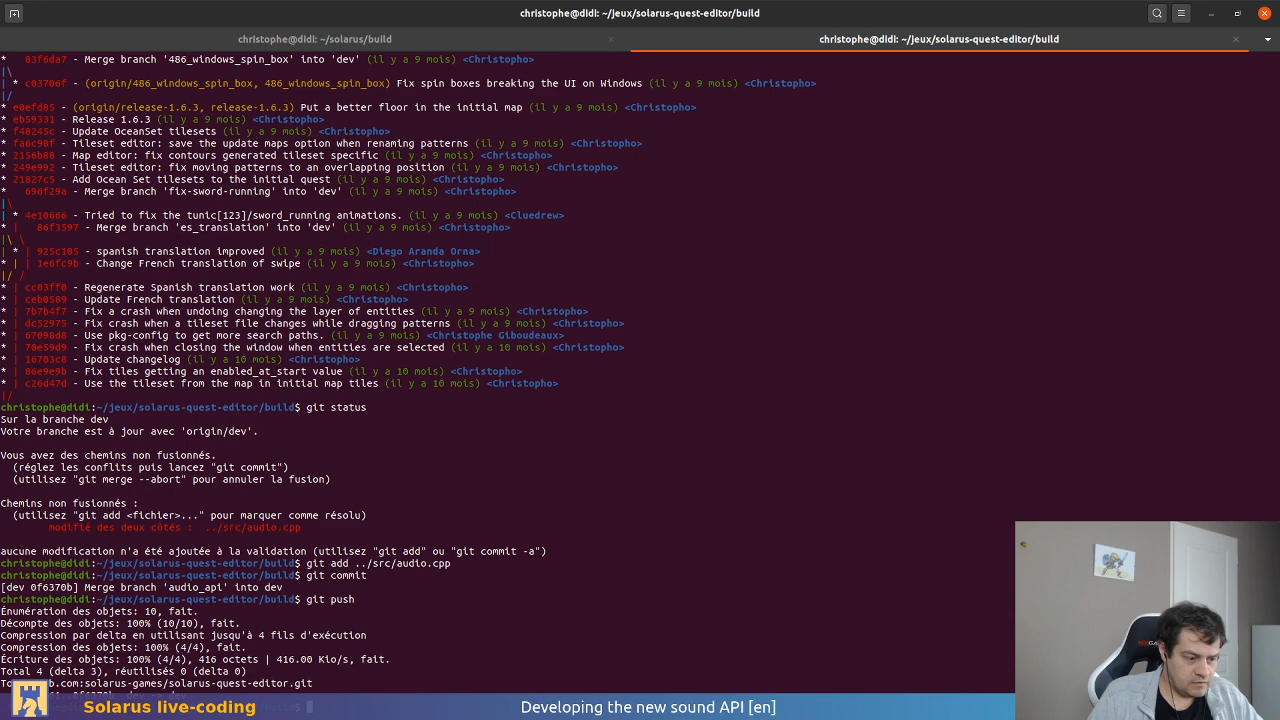 christophe@didi: ~/jeux/solarus-quest-editor/build
christophe@didi: ~/solarus/build
christophe@didi: ~/jeux/solarus-quest-editor/build
* 83f6da7 - Merge branch '486_windows_spin_box' into 'dev' (il y a 9 mois) <Christopho>
|\
| * c03706f - (origin/486_windows_spin_box, 486_windows_spin_box) Fix spin boxes breaking the UI on Windows (il y a 9 mois) <Christopho>
|/
* e0efd85 - (origin/release-1.6.3, release-1.6.3) Put a better floor in the initial map (il y a 9 mois) <Christopho>
* eb59331 - Release 1.6.3 (il y a 9 mois) <Christopho>
* f48245c - Update OceanSet tilesets (il y a 9 mois) <Christopho>
* fa6c98f - Tileset editor: save the update maps option when renaming patterns (il y a 9 mois) <Christopho>
* 2156b88 - Map editor: fix contours generated tileset specific (il y a 9 mois) <Christopho>
* 249e992 - Tileset editor: fix moving patterns to an overlapping position (il y a 9 mois) <Christopho>
* 21827c5 - Add Ocean Set tilesets to the initial quest (il y a 9 mois) <Christopho>
* 696f29a - Merge branch 'fix-sword-running' into 'dev' (il y a 9 mois) <Christopho>
|\
| * 4e10666 - Tried to fix the tunic[123]/sword_running animations. (il y a 9 mois) <Cluedrew>
* | 86f3597 - Merge branch 'es_translation' into 'dev' (il y a 9 mois) <Christopho>
|\ \
| * | 925c105 - spanish translation improved (il y a 9 mois) <Diego Aranda Orna>
* | | 1e6fc9b - Change French translation of swipe (il y a 9 mois) <Christopho>
|/ /
* | cc03ff0 - Regenerate Spanish translation work (il y a 9 mois) <Christopho>
* | ceb0589 - Update French translation (il y a 9 mois) <Christopho>
* | 7b7b4f7 - Fix a crash when undoing changing the layer of entities (il y a 9 mois) <Christopho>
* | dc52975 - Fix crash when a tileset file changes while dragging patterns (il y a 9 mois) <Christopho>
* | 67098d8 - Use pkg-config to get more search paths. (il y a 9 mois) <Christophe Giboudeaux>
* | 70e59d9 - Fix crash when closing the window when entities are selected (il y a 10 mois) <Christopho>
* | 16703c8 - Update changelog (il y a 10 mois) <Christopho>
* | 86e9e9b - Fix tiles getting an enabled_at_start value (il y a 10 mois) <Christopho>
* | c26d47d - Use the tileset from the map in initial map tiles (il y a 10 mois) <Christopho>
|/
christophe@didi:~/jeux/solarus-quest-editor/build$ git status
Sur la branche dev
Votre branche est à jour avec 'origin/dev'.
Vous avez des chemins non fusionnés.
(réglez les conflits puis lancez "git commit")
(utilisez "git merge --abort" pour annuler la fusion)
Chemins non fusionnés :
(utilisez "git add <fichier>..." pour marquer comme résolu)
modifié des deux côtés : ../src/audio.cpp
aucune modification n'a été ajoutée à la validation (utilisez "git add" ou "git commit -a")
christophe@didi:~/jeux/solarus-quest-editor/build$ git add ../src/audio.cpp
christophe@didi:~/jeux/solarus-quest-editor/build$ git commit
[dev 0f6370b] Merge branch 'audio_api' into dev
christophe@didi:~/jeux/solarus-quest-editor/build$ git push
Énumération des objets: 10, fait.
Décompte des objets: 100% (10/10), fait.
Compression par delta en utilisant jusqu'à 4 fils d'exécution
Compression des objets: 100% (4/4), fait.
Écriture des objets: 100% (4/4), 416 octets | 416.00 Kio/s, fait.
Total 4 (delta 3), réutilisés 0 (delta 0)
b.com:solarus-games/solarus-quest-editor.git
Solarus live-coding
Developing the new sound API [en]